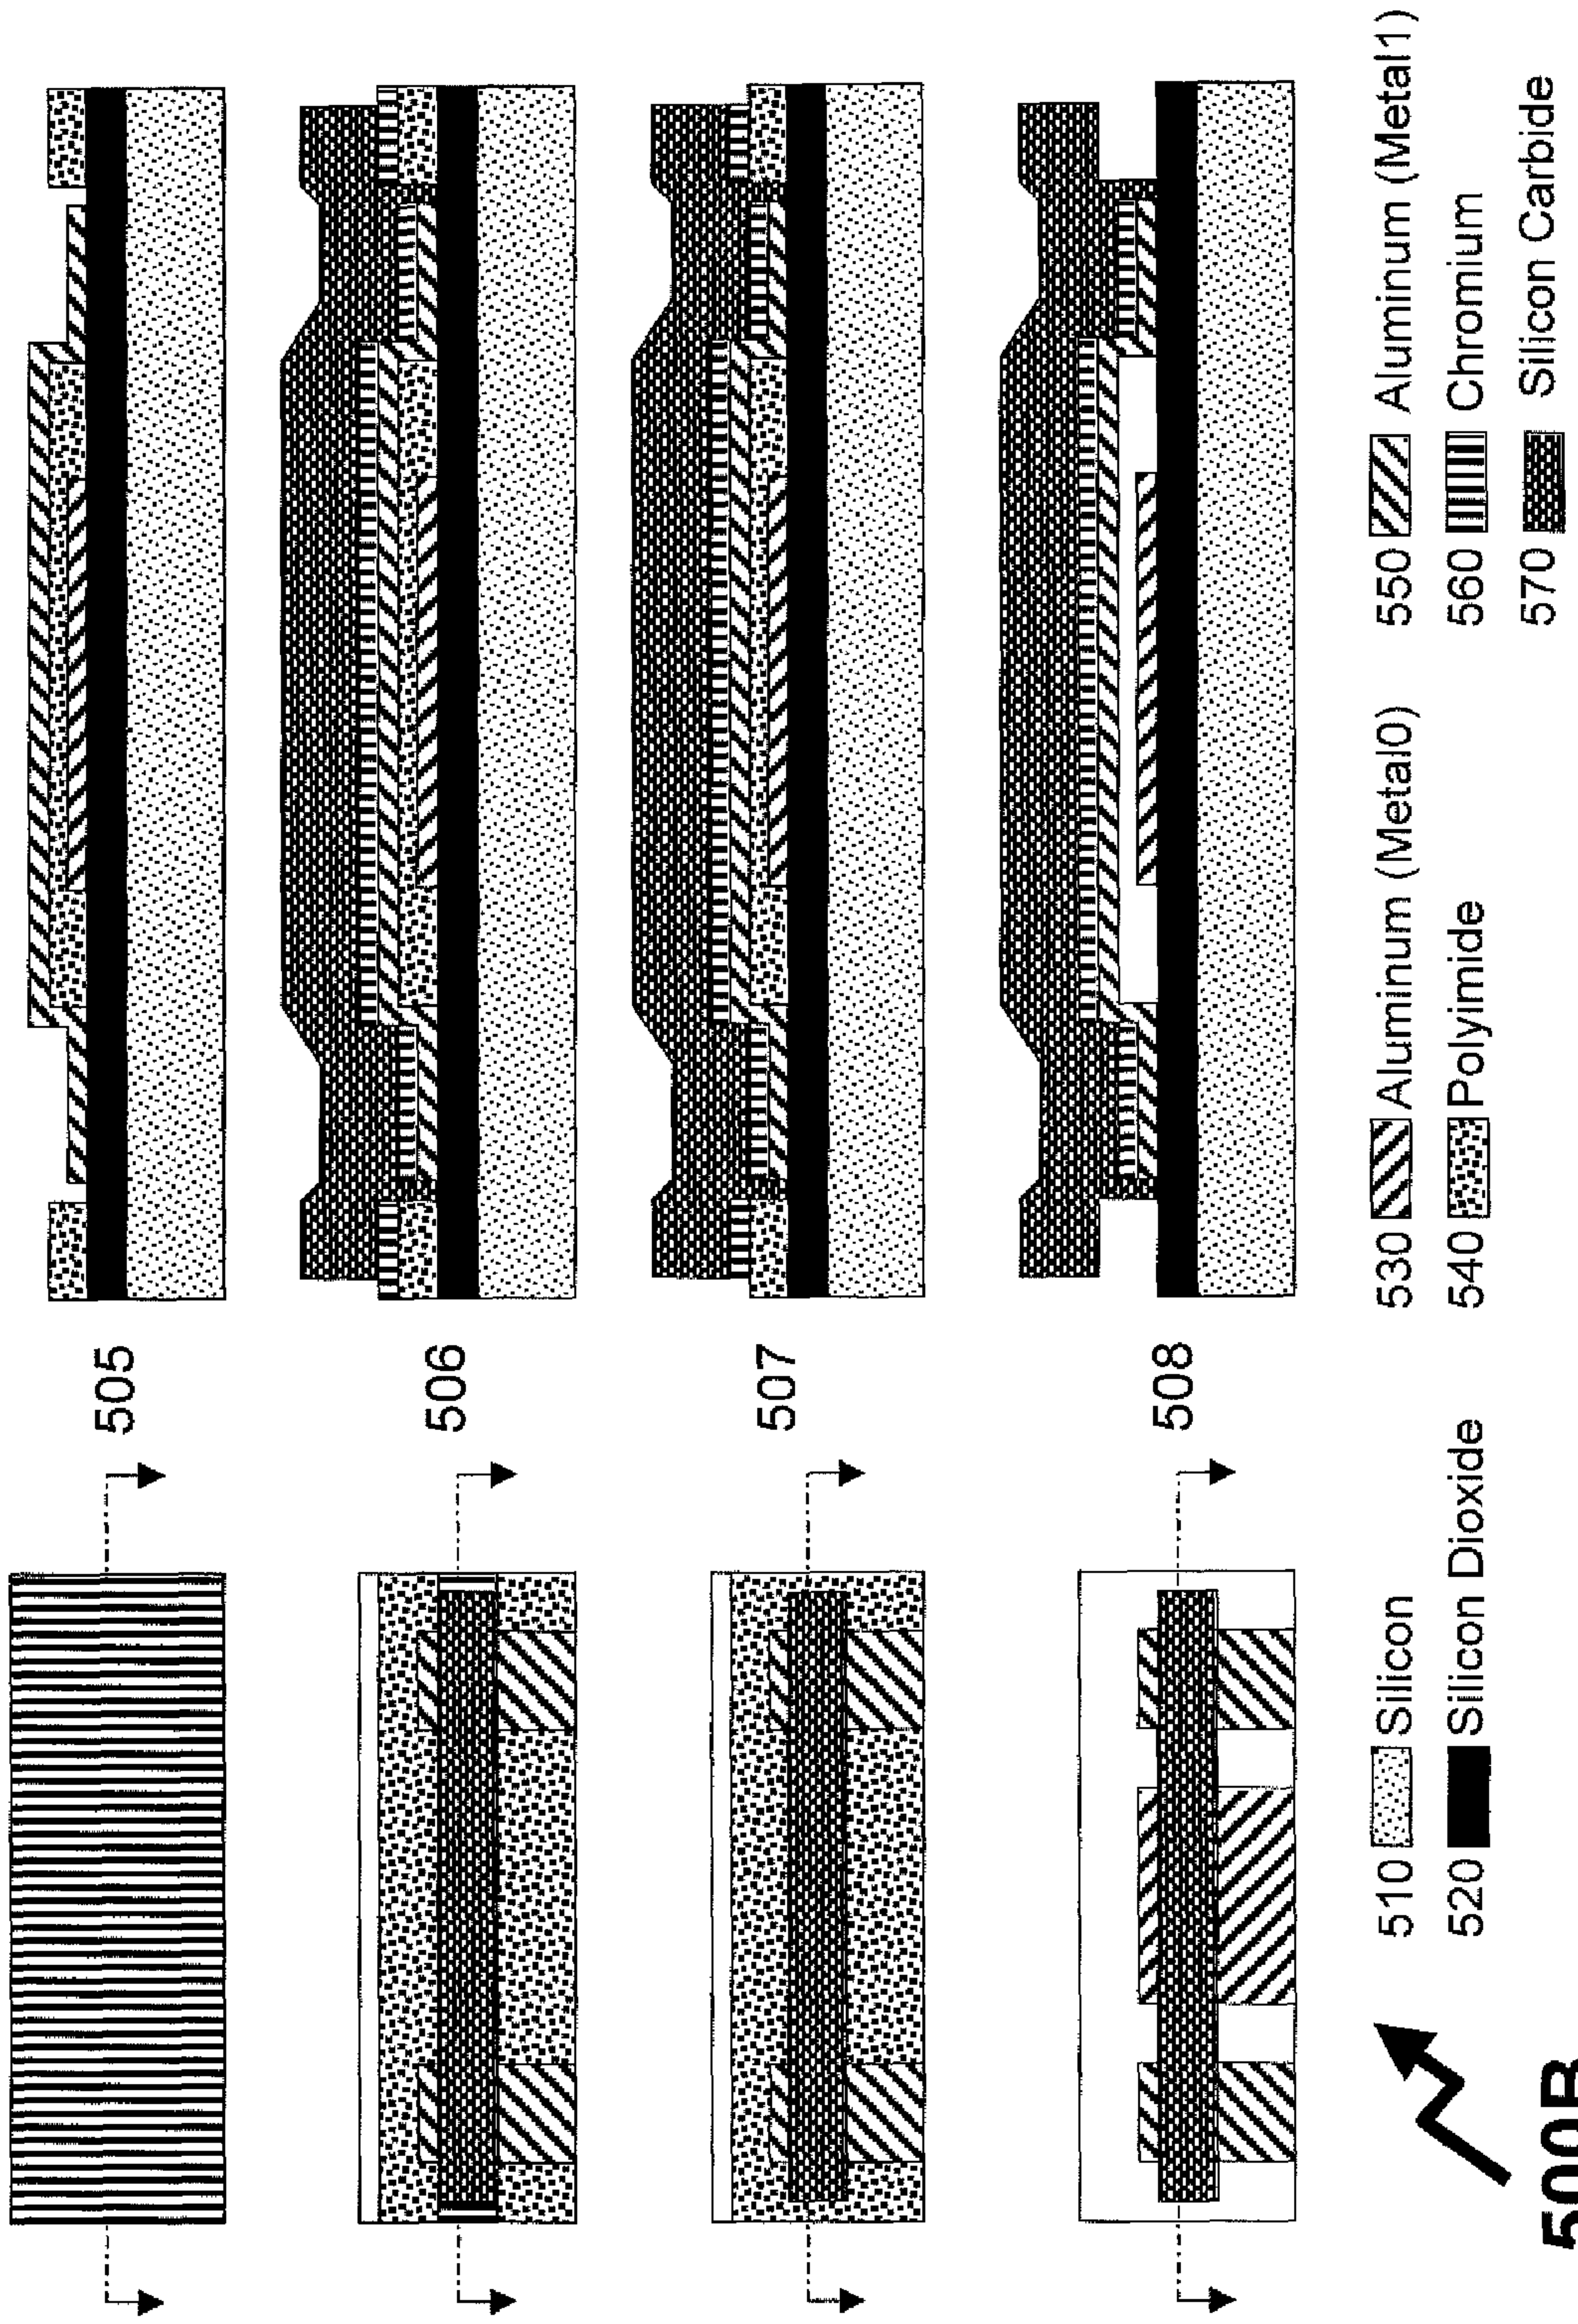 505
506
507
508
510 Silicon
520 Silicon Dioxide
530 Aluminum (Metal0)
540 Polyimide
550 Aluminum (Metal1)
560 Chromium
570 Silicon Carbide
500B